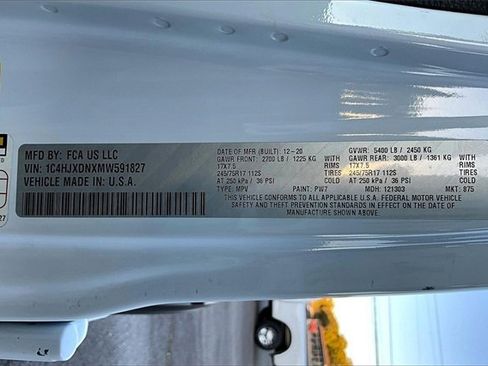 MFD BY: FCA US LLC
VIN: 1C4HJXDNXMW591827
VEHICLE MADE IN U.S.A.
DATE OF MFR (BUILT): 12-20 GVWR: 5400 LB / 2450 KG
GAWR FRONT: 2700 LB / 1225 KG GAWR REAR: 3000 LB / 1361 KG
17X7.5 17X7.5
TIRES TIRES
245/75R17 112S 245/75R17 112S
AT 250 kPa / 36 PSI COLD AT 250 kPa / 36 PSI COLD
TYPE: MPV PAINT: PW7 MDH: 121303 MKT: 875
THIS VEHICLE CONFORMS TO ALL APPLICABLE U.S.A. FEDERAL MOTOR VEHICLE
SAFETY AND THEFT PREVENTION STANDARDS IN EFFECT ON THE DATE OF
MANUFACTURE SHOWN ABOVE.
27